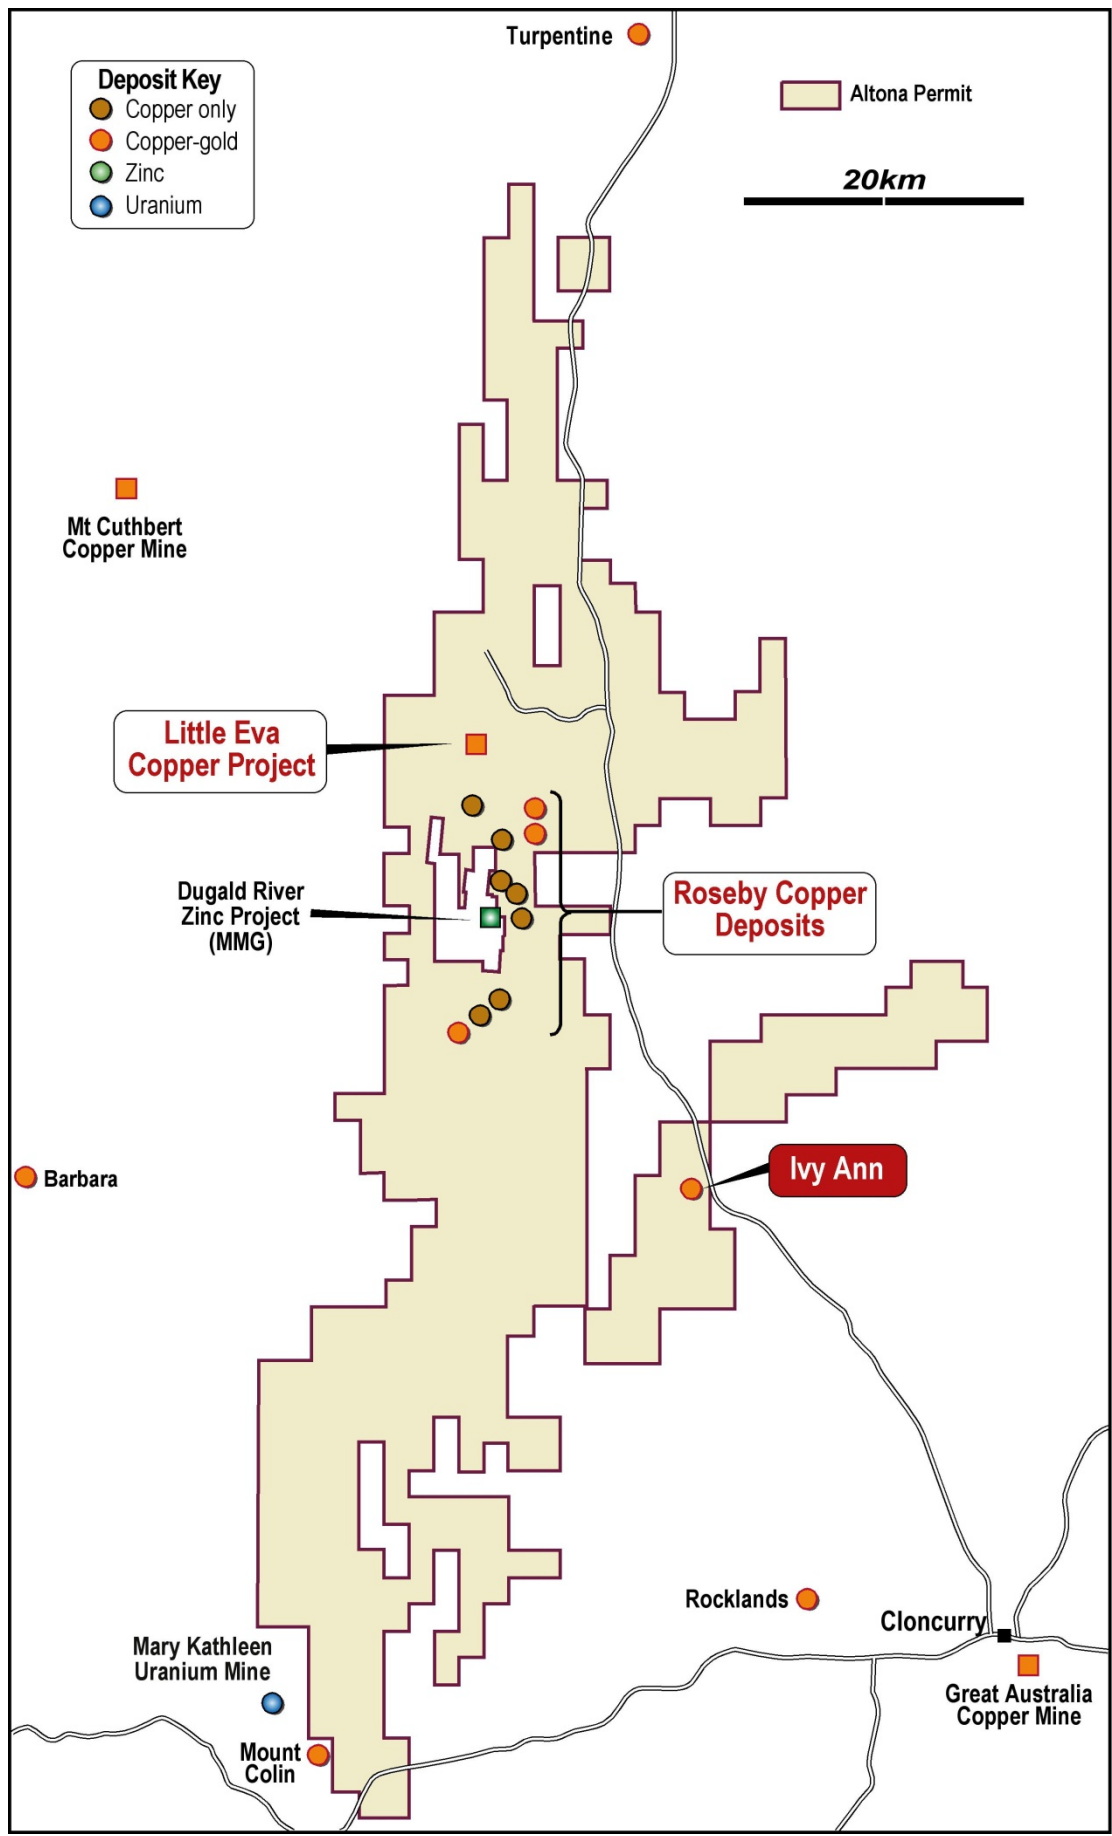 Turpentine
Deposit Key
Copper only
Copper-gold
Zinc
Uranium
Altona Permit
20km
Mt Cuthbert
Copper Mine
Little Eva
Copper Project
Dugald River
Zinc Project
(MMG)
Roseby Copper
Deposits
Barbara
Ivy Ann
Rocklands
Cloncurry
Mary Kathleen
Uranium Mine
Great Australia
Copper Mine
Mount
Colin